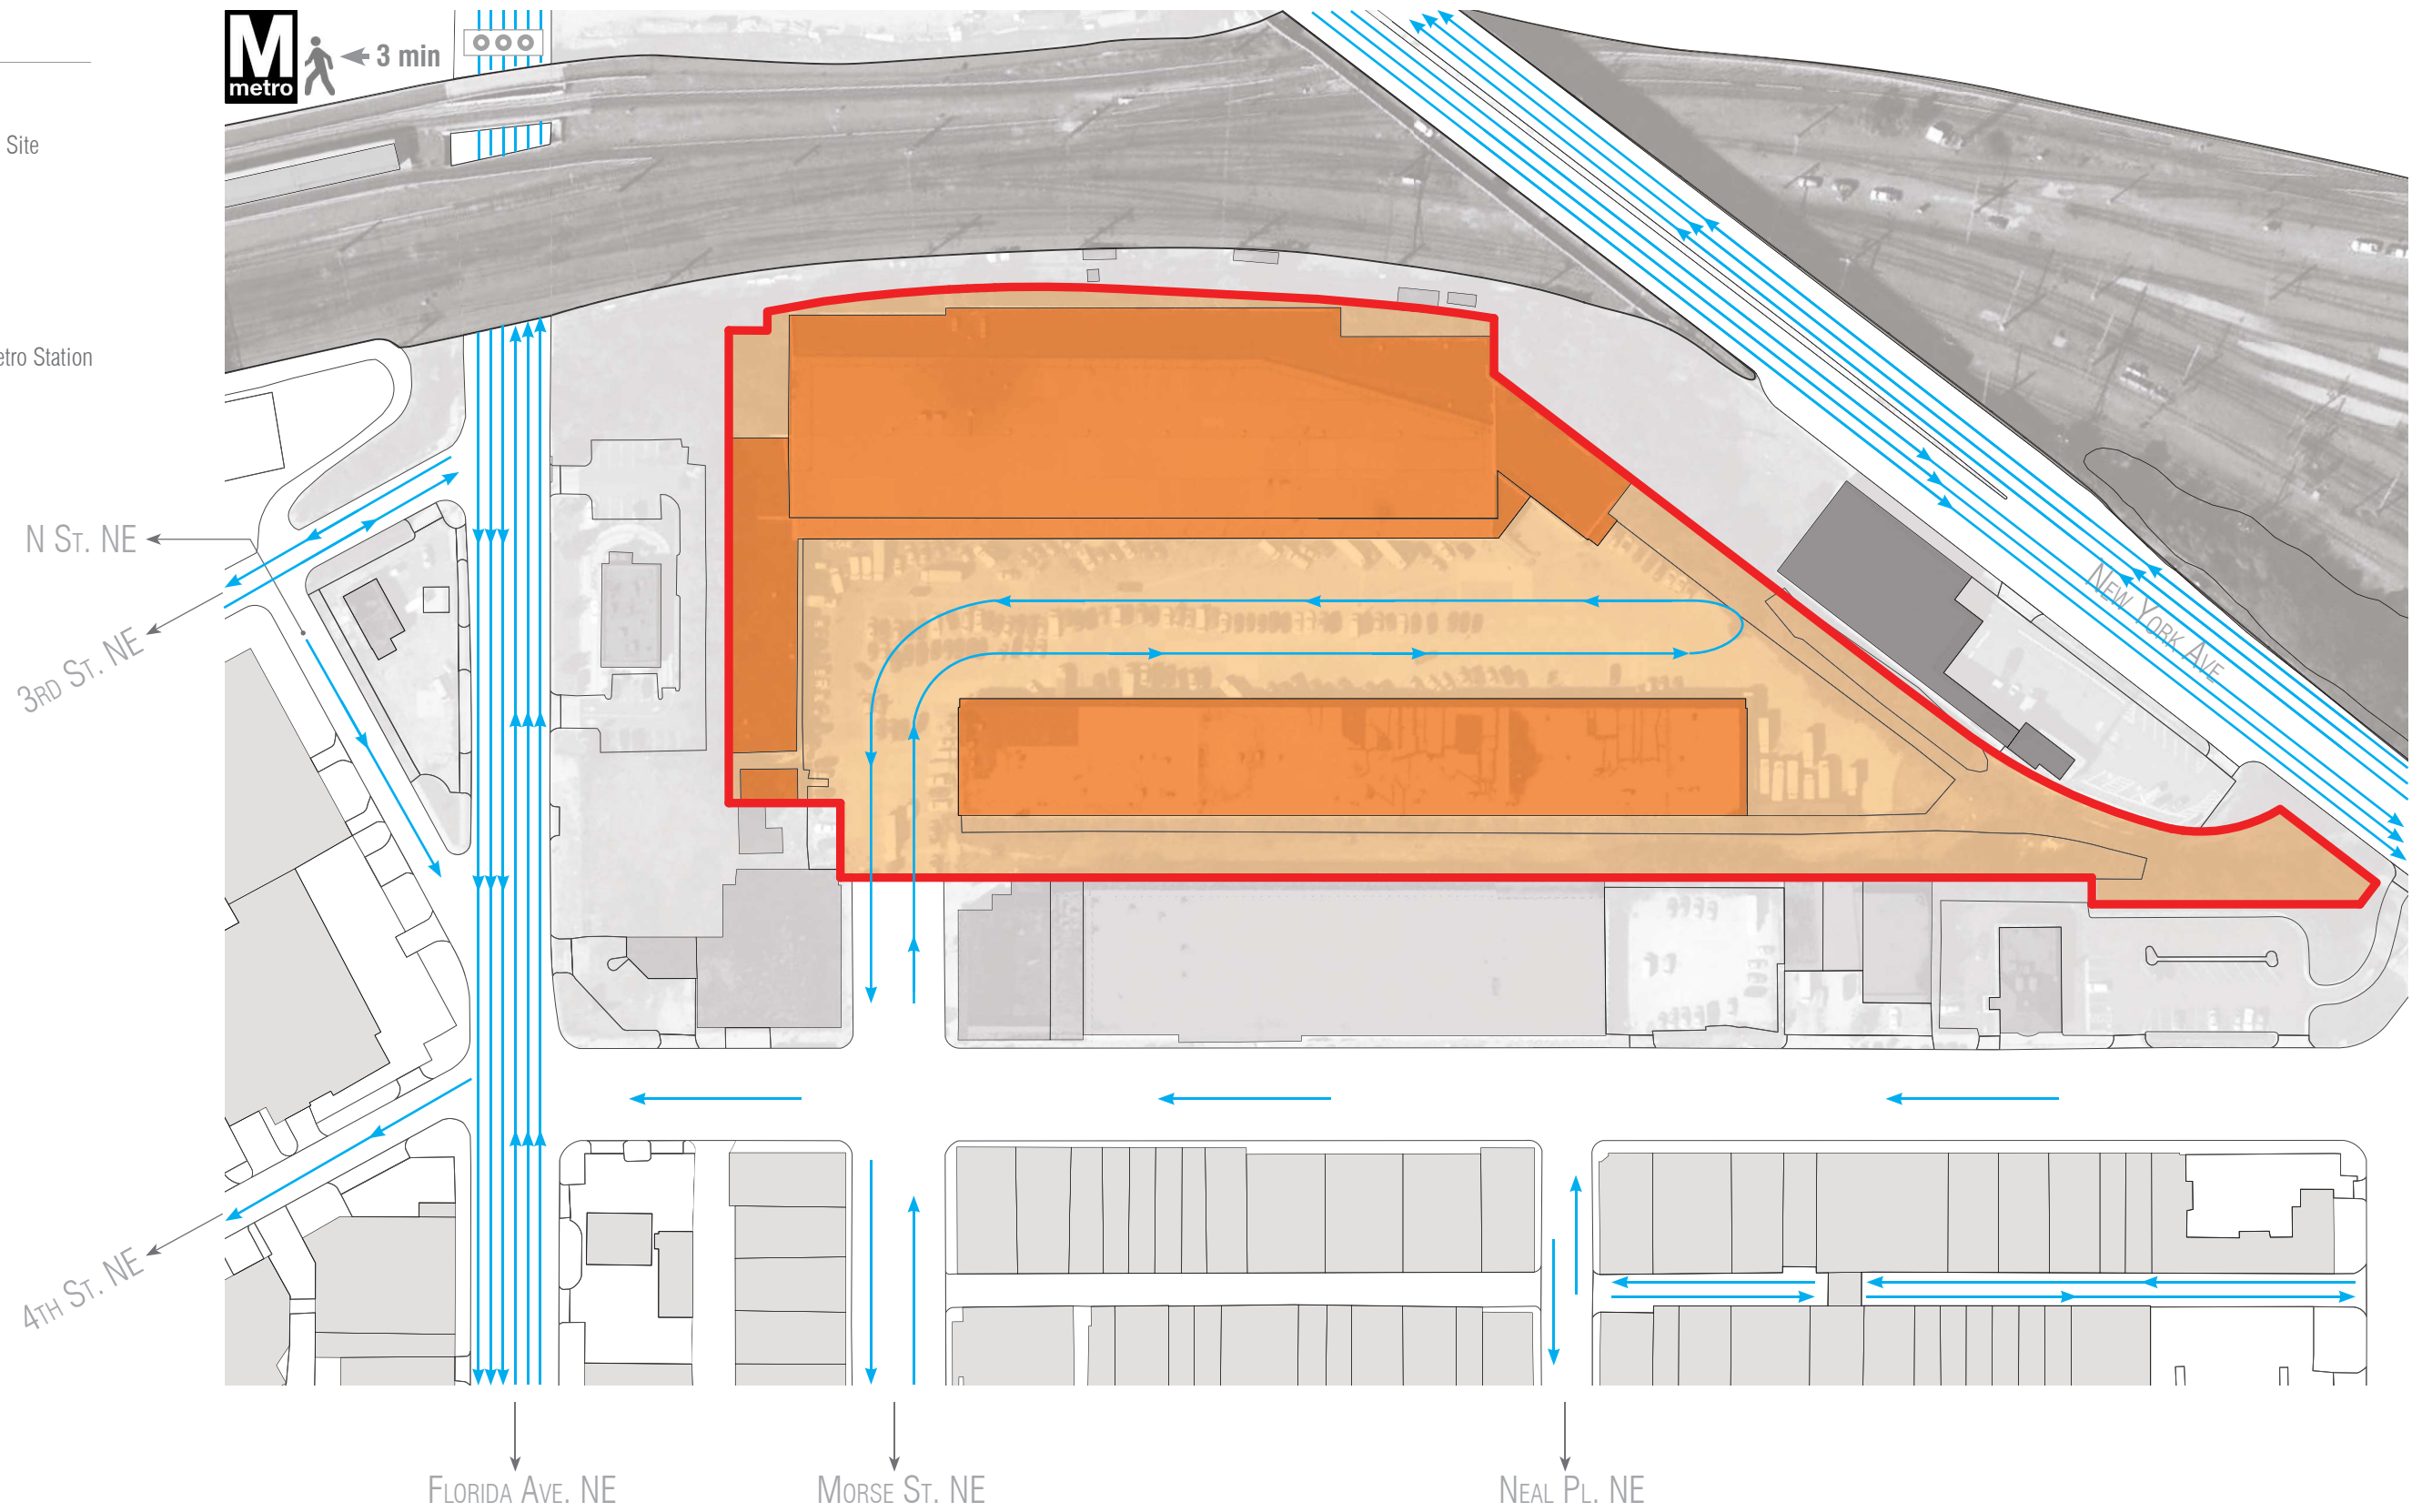 M
metro
3 min
Site
etro Station
N St. NE
3rd St. NE
New York Ave
4th St. NE
Florida Ave. NE
Morse St. NE
Neal Pl. NE